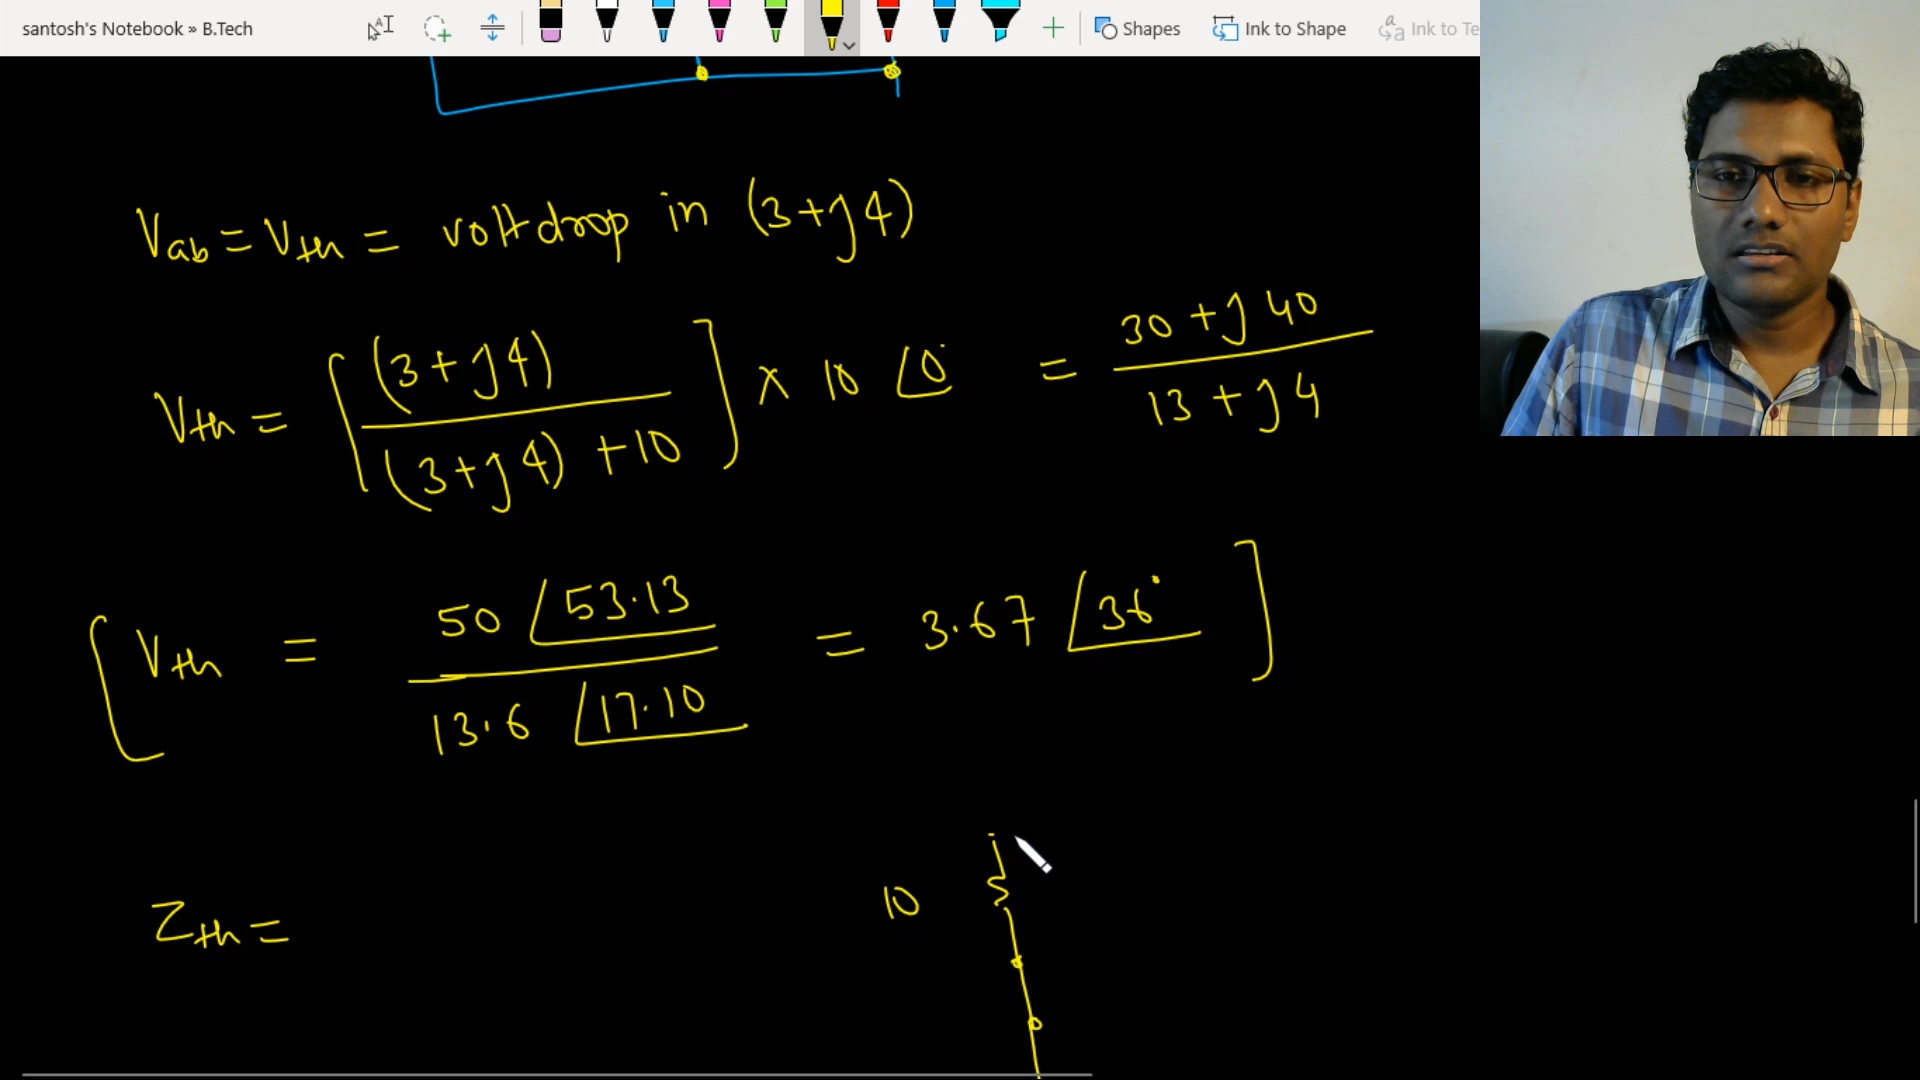 santosh's Notebook » B.Tech
Shapes
Ink to Shape
Ink to Te
Vab = Vth = volt drop in (3+j4)
Vth = [(3+j4) / (3+j4)+10] × 10 ∠0° = 30+j40 / 13+j4
[Vth = 50 ∠53.13 / 13.6 ∠17.10 = 3.67 ∠36°]
Zth =
10